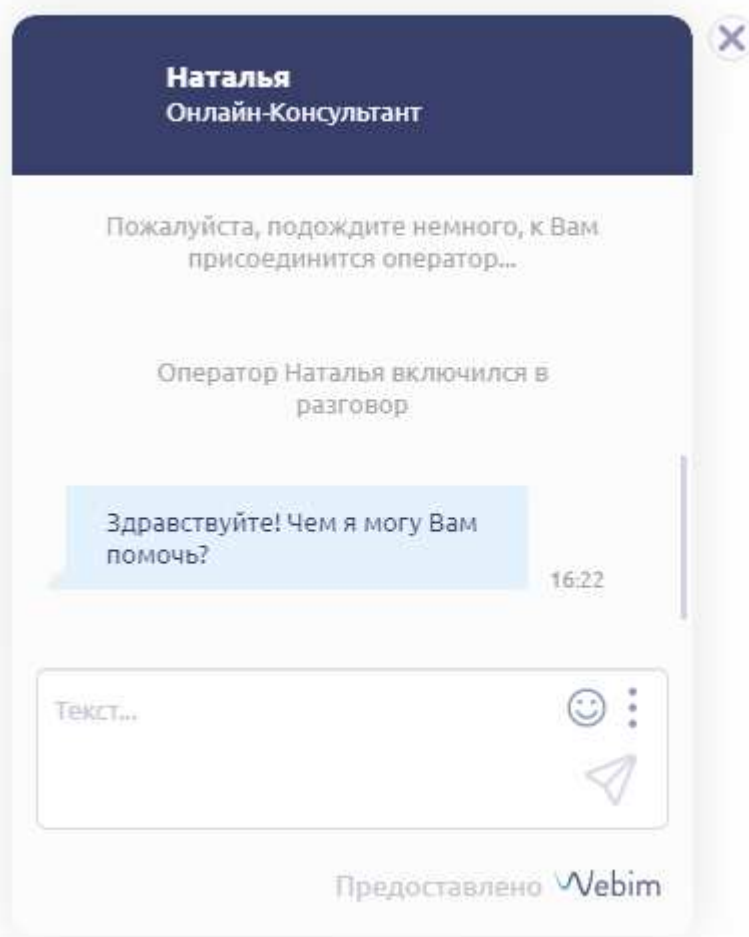 Наталья
Онлайн-Консультант
Пожалуйста, подождите немного, к Вам
присоединится оператор...
Оператор Наталья включился в
разговор
Здравствуйте! Чем я могу Вам
помочь?
16:22
Текст...
Предоставлено Webim